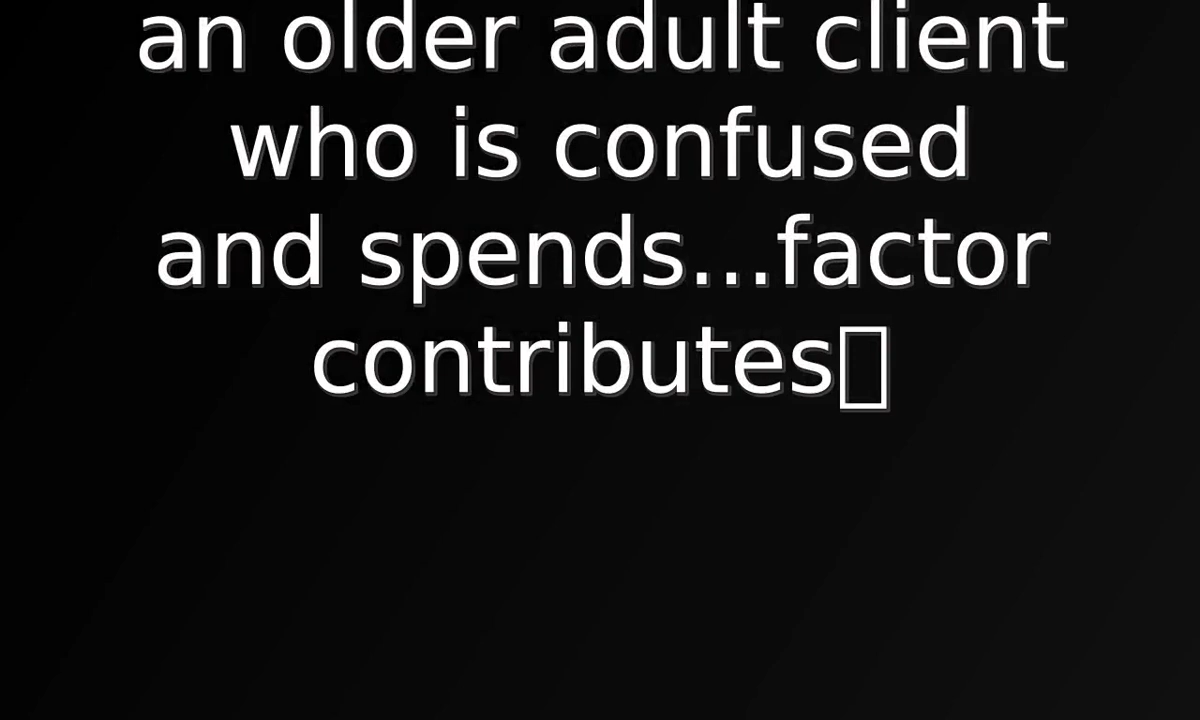 an older adult client
who is confused
and spends...factor
contributes